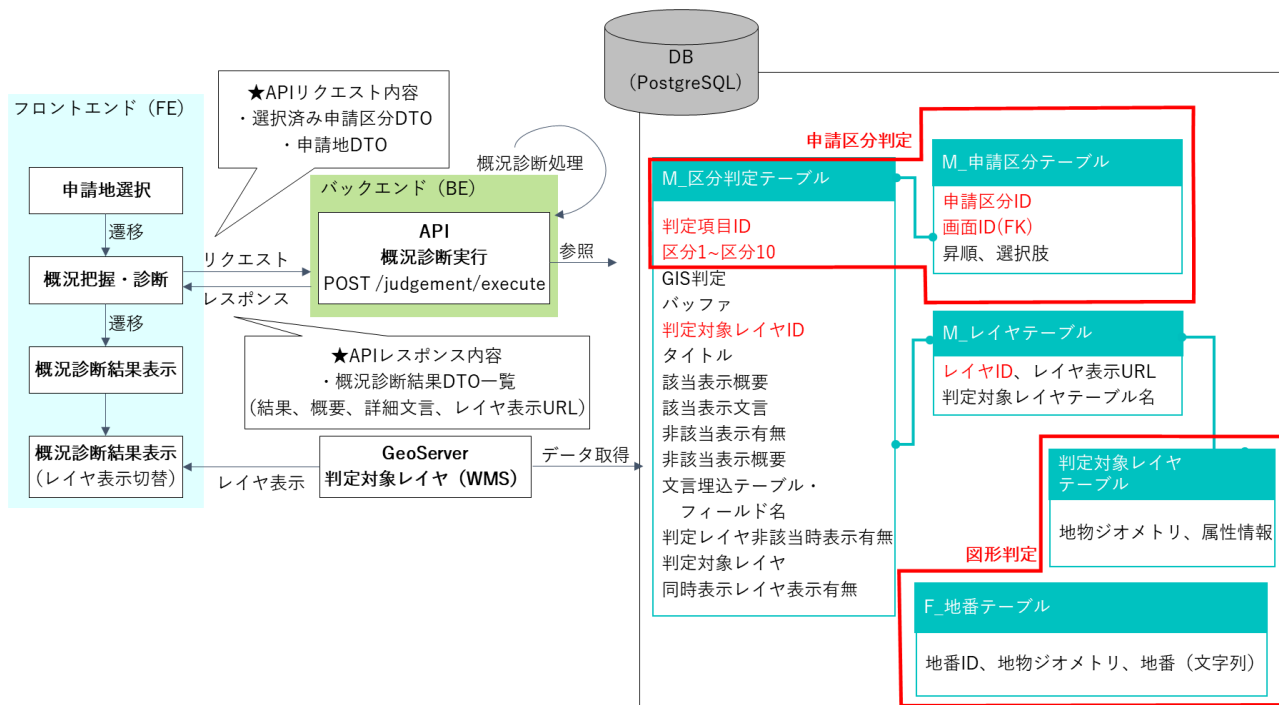 フロントエンド（FE）
申請地選択
遷移
概況把握・診断
遷移
概況診断結果表示
概況診断結果表示
(レイヤ表示切替)
★APIリクエスト内容
・選択済み申請区分DTO
・申請地DTO
リクエスト
レスポンス
バックエンド（BE）
API
概況診断実行
POST /judgement/execute
概況診断処理
参照
★APIレスポンス内容
・概況診断結果DTO一覧
(結果、概要、詳細文言、レイヤ表示URL)
レイヤ表示
GeoServer
判定対象レイヤ（WMS）
データ取得
DB
（PostgreSQL）
申請区分判定
M_区分判定テーブル
判定項目ID
区分1~区分10
GIS判定
バッファ
判定対象レイヤID
タイトル
該当表示概要
該当表示文言
非該当表示有無
非該当表示概要
文言埋込テーブル・
フィールド名
判定レイヤ非該当時表示有無
判定対象レイヤ
同時表示レイヤ表示有無
M_申請区分テーブル
申請区分ID
画面ID(FK)
昇順、選択肢
M_レイヤテーブル
レイヤID、レイヤ表示URL
判定対象レイヤテーブル名
判定対象レイヤ
テーブル
地物ジオメトリ、属性情報
図形判定
F_地番テーブル
地番ID、地物ジオメトリ、地番（文字列）